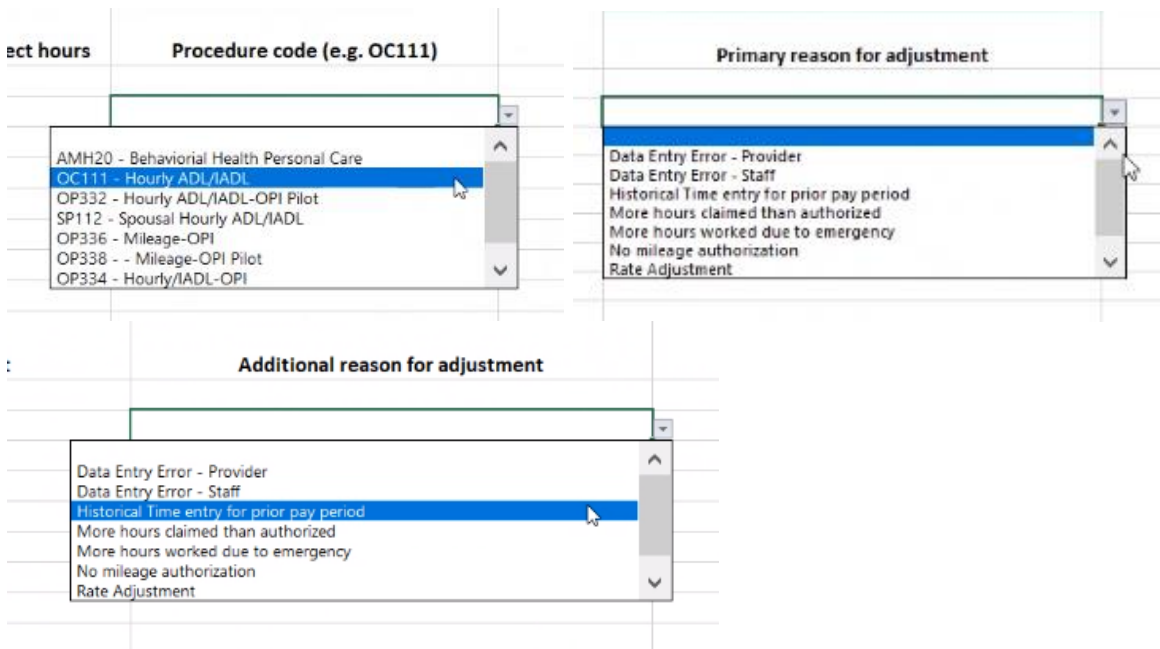 ect hours
Procedure code (e.g. OC111)
AMH20 - Behaviorial Health Personal Care
OC111 - Hourly ADL/IADL
OP332 - Hourly ADL/IADL-OPI Pilot
SP112 - Spousal Hourly ADL/IADL
OP336 - Mileage-OPI
OP338 - - Mileage-OPI Pilot
OP334 - Hourly/IADL-OPI
Primary reason for adjustment
Data Entry Error - Provider
Data Entry Error - Staff
Historical Time entry for prior pay period
More hours claimed than authorized
More hours worked due to emergency
No mileage authorization
Rate Adjustment
Additional reason for adjustment
Data Entry Error - Provider
Data Entry Error - Staff
Historical Time entry for prior pay period
More hours claimed than authorized
More hours worked due to emergency
No mileage authorization
Rate Adjustment